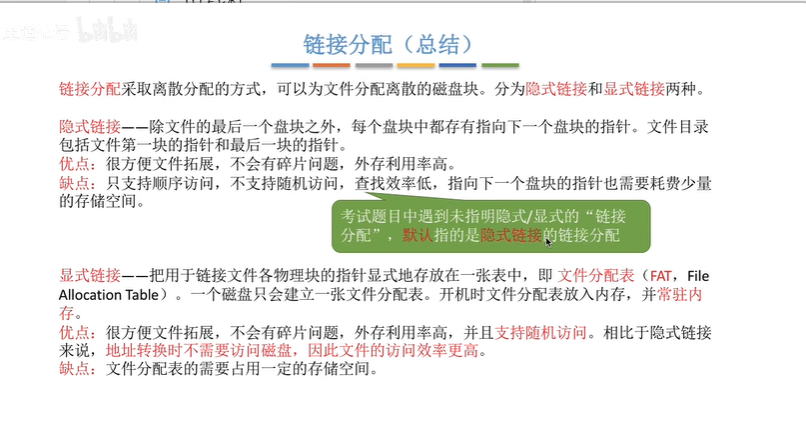 链接分配（总结）
链接分配采取离散分配的方式，可以为文件分配离散的磁盘块。分为隐式链接和显式链接两种。
隐式链接——除文件的最后一个盘块之外，每个盘块中都存有指向下一个盘块的指针。文件目录
包括文件第一块的指针和最后一块的指针。
优点：很方便文件拓展，不会有碎片问题，外存利用率高。
缺点：只支持顺序访问，不支持随机访问，查找效率低，指向下一个盘块的指针也需要耗费少量
的存储空间。
考试题目中遇到未指明隐式/显式的“链接
分配”，默认指的是隐式链接的链接分配
显式链接——把用于链接文件各物理块的指针显式地存放在一张表中，即 文件分配表（FAT，File
Allocation Table）。一个磁盘只会建立一张文件分配表。开机时文件分配表放入内存，并常驻内
存。
优点：很方便文件拓展，不会有碎片问题，外存利用率高，并且支持随机访问。相比于隐式链接
来说，地址转换时不需要访问磁盘，因此文件的访问效率更高。
缺点：文件分配表的需要占用一定的存储空间。